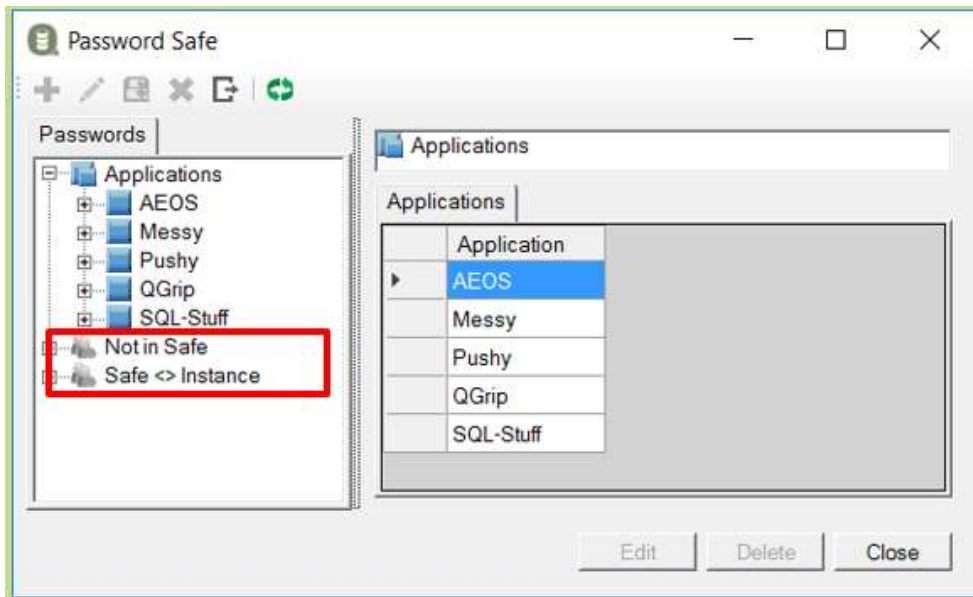 Password Safe
Passwords
Applications
AEOS
Messy
Pushy
QGrip
SQL-Stuff
Not in Safe
Safe <> Instance
Applications
Applications
Application
AEOS
Messy
Pushy
QGrip
SQL-Stuff
Edit
Delete
Close